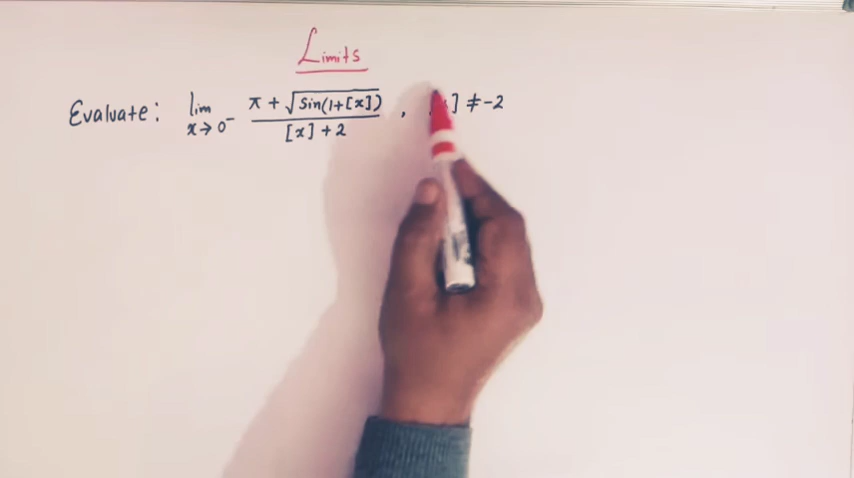 Limits
Evaluate: lim x→0⁻ (π + √(sin(1+[x])))/([x] + 2) , ] ≠ -2